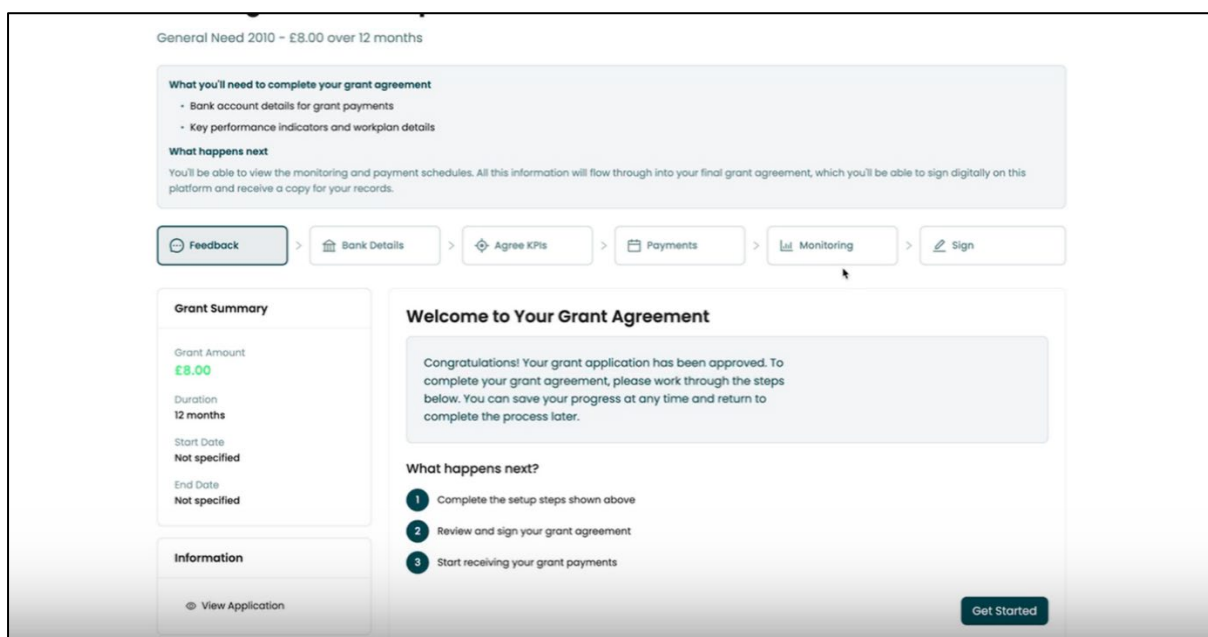 General Need 2010 - £8.00 over 12 months
What you'll need to complete your grant agreement
• Bank account details for grant payments
• Key performance indicators and workplan details
What happens next
You'll be able to view the monitoring and payment schedules. All this information will flow through into your final grant agreement, which you'll be able to sign digitally on this
platform and receive a copy for your records.
Feedback > Bank Details > Agree KPIs > Payments > Monitoring > Sign
Grant Summary
Grant Amount
£8.00
Duration
12 months
Start Date
Not specified
End Date
Not specified
Information
View Application
Welcome to Your Grant Agreement
Congratulations! Your grant application has been approved. To
complete your grant agreement, please work through the steps
below. You can save your progress at any time and return to
complete the process later.
What happens next?
1 Complete the setup steps shown above
2 Review and sign your grant agreement
3 Start receiving your grant payments
Get Started